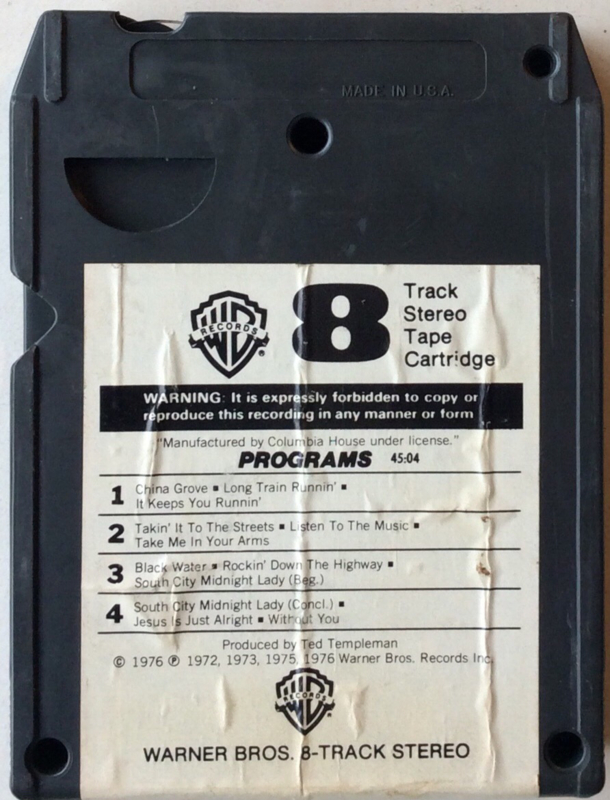 MADE IN U.S.A.
WB
RECORDS
®
8
Track
Stereo
Tape
Cartridge
WARNING: It is expressly forbidden to copy or
reproduce this recording in any manner or form
"Manufactured by Columbia House under license."
PROGRAMS 45:04
1 China Grove ▪ Long Train Runnin' ▪
It Keeps You Runnin'
2 Takin' It To The Streets ▪ Listen To The Music ▪
Take Me In Your Arms
3 Black Water ▪ Rockin' Down The Highway ▪
South City Midnight Lady (Beg.)
4 South City Midnight Lady (Concl.) ▪
Jesus Is Just Alright ▪ Without You
Produced by Ted Templeman
© 1976 ℗ 1972, 1973, 1975, 1976 Warner Bros. Records Inc.
WB
RECORDS
®
WARNER BROS. 8-TRACK STEREO